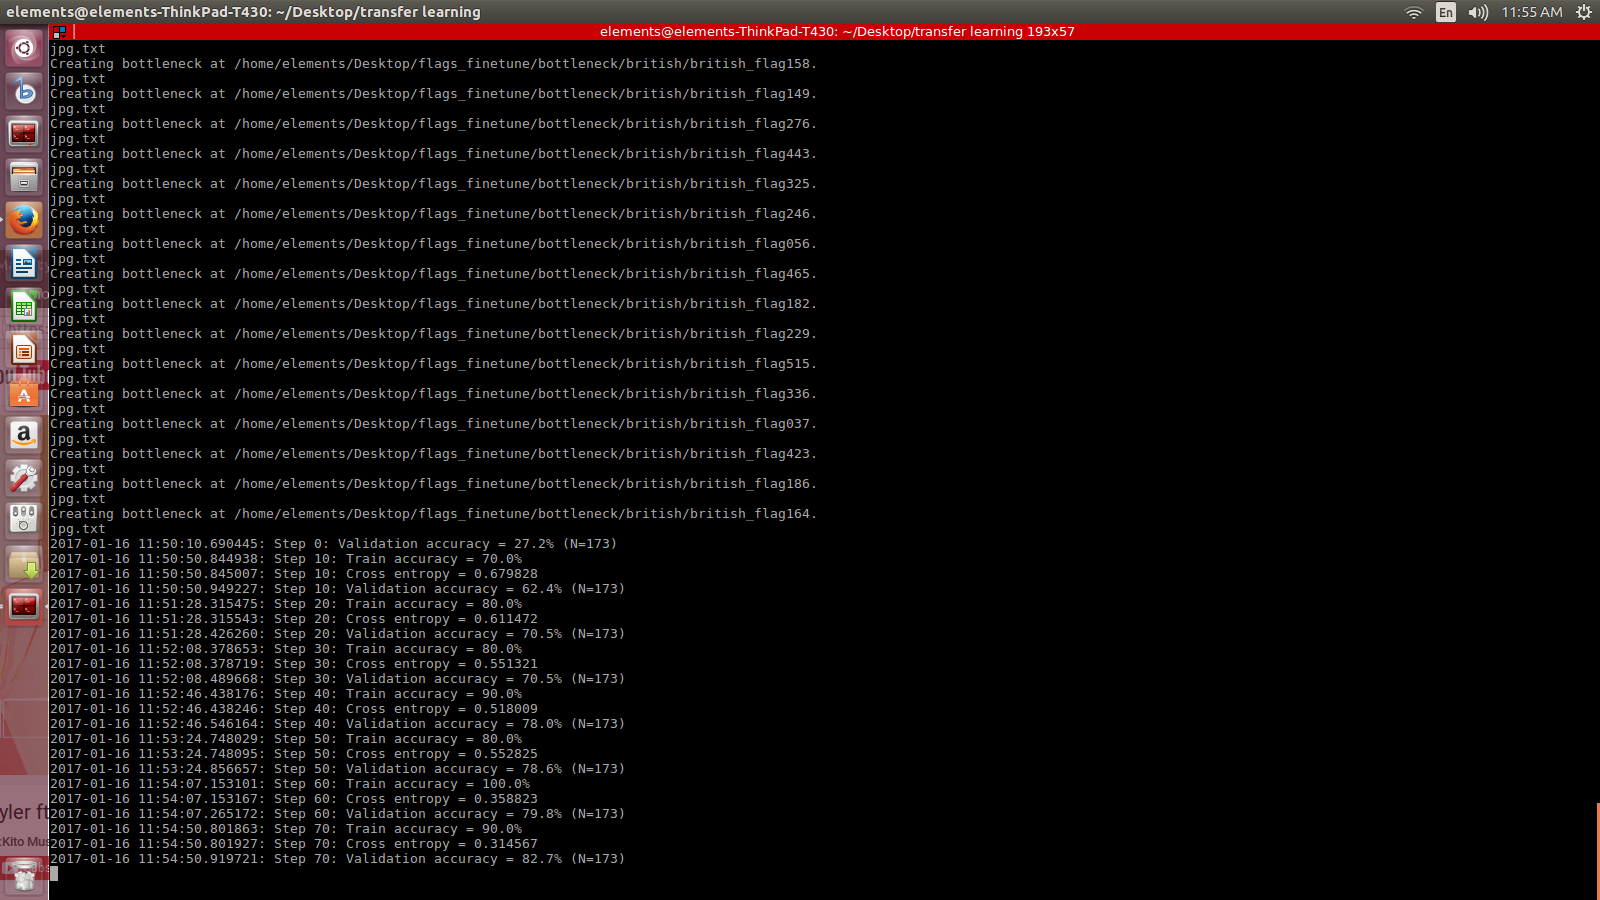 elements@elements-ThinkPad-T430: ~/Desktop/transfer learning
En
11:55 AM
elements@elements-ThinkPad-T430: ~/Desktop/transfer learning 193x57
jpg.txt
Creating bottleneck at /home/elements/Desktop/flags_finetune/bottleneck/british/british_flag158.
jpg.txt
Creating bottleneck at /home/elements/Desktop/flags_finetune/bottleneck/british/british_flag149.
jpg.txt
Creating bottleneck at /home/elements/Desktop/flags_finetune/bottleneck/british/british_flag276.
jpg.txt
Creating bottleneck at /home/elements/Desktop/flags_finetune/bottleneck/british/british_flag443.
jpg.txt
Creating bottleneck at /home/elements/Desktop/flags_finetune/bottleneck/british/british_flag325.
jpg.txt
Creating bottleneck at /home/elements/Desktop/flags_finetune/bottleneck/british/british_flag246.
jpg.txt
Creating bottleneck at /home/elements/Desktop/flags_finetune/bottleneck/british/british_flag056.
jpg.txt
Creating bottleneck at /home/elements/Desktop/flags_finetune/bottleneck/british/british_flag465.
jpg.txt
Creating bottleneck at /home/elements/Desktop/flags_finetune/bottleneck/british/british_flag182.
jpg.txt
Creating bottleneck at /home/elements/Desktop/flags_finetune/bottleneck/british/british_flag229.
jpg.txt
Creating bottleneck at /home/elements/Desktop/flags_finetune/bottleneck/british/british_flag515.
jpg.txt
Creating bottleneck at /home/elements/Desktop/flags_finetune/bottleneck/british/british_flag336.
jpg.txt
Creating bottleneck at /home/elements/Desktop/flags_finetune/bottleneck/british/british_flag037.
jpg.txt
Creating bottleneck at /home/elements/Desktop/flags_finetune/bottleneck/british/british_flag423.
jpg.txt
Creating bottleneck at /home/elements/Desktop/flags_finetune/bottleneck/british/british_flag186.
jpg.txt
Creating bottleneck at /home/elements/Desktop/flags_finetune/bottleneck/british/british_flag164.
jpg.txt
2017-01-16 11:50:10.690445: Step 0: Validation accuracy = 27.2% (N=173)
2017-01-16 11:50:50.844938: Step 10: Train accuracy = 70.0%
2017-01-16 11:50:50.845007: Step 10: Cross entropy = 0.679828
2017-01-16 11:50:50.949227: Step 10: Validation accuracy = 62.4% (N=173)
2017-01-16 11:51:28.315475: Step 20: Train accuracy = 80.0%
2017-01-16 11:51:28.315543: Step 20: Cross entropy = 0.611472
2017-01-16 11:51:28.426260: Step 20: Validation accuracy = 70.5% (N=173)
2017-01-16 11:52:08.378653: Step 30: Train accuracy = 80.0%
2017-01-16 11:52:08.378719: Step 30: Cross entropy = 0.551321
2017-01-16 11:52:08.489668: Step 30: Validation accuracy = 70.5% (N=173)
2017-01-16 11:52:46.438176: Step 40: Train accuracy = 90.0%
2017-01-16 11:52:46.438246: Step 40: Cross entropy = 0.518009
2017-01-16 11:52:46.546164: Step 40: Validation accuracy = 78.0% (N=173)
2017-01-16 11:53:24.748029: Step 50: Train accuracy = 80.0%
2017-01-16 11:53:24.748095: Step 50: Cross entropy = 0.552825
2017-01-16 11:53:24.856657: Step 50: Validation accuracy = 78.6% (N=173)
2017-01-16 11:54:07.153101: Step 60: Train accuracy = 100.0%
2017-01-16 11:54:07.153167: Step 60: Cross entropy = 0.358823
2017-01-16 11:54:07.265172: Step 60: Validation accuracy = 79.8% (N=173)
2017-01-16 11:54:50.801863: Step 70: Train accuracy = 90.0%
2017-01-16 11:54:50.801927: Step 70: Cross entropy = 0.314567
2017-01-16 11:54:50.919721: Step 70: Validation accuracy = 82.7% (N=173)